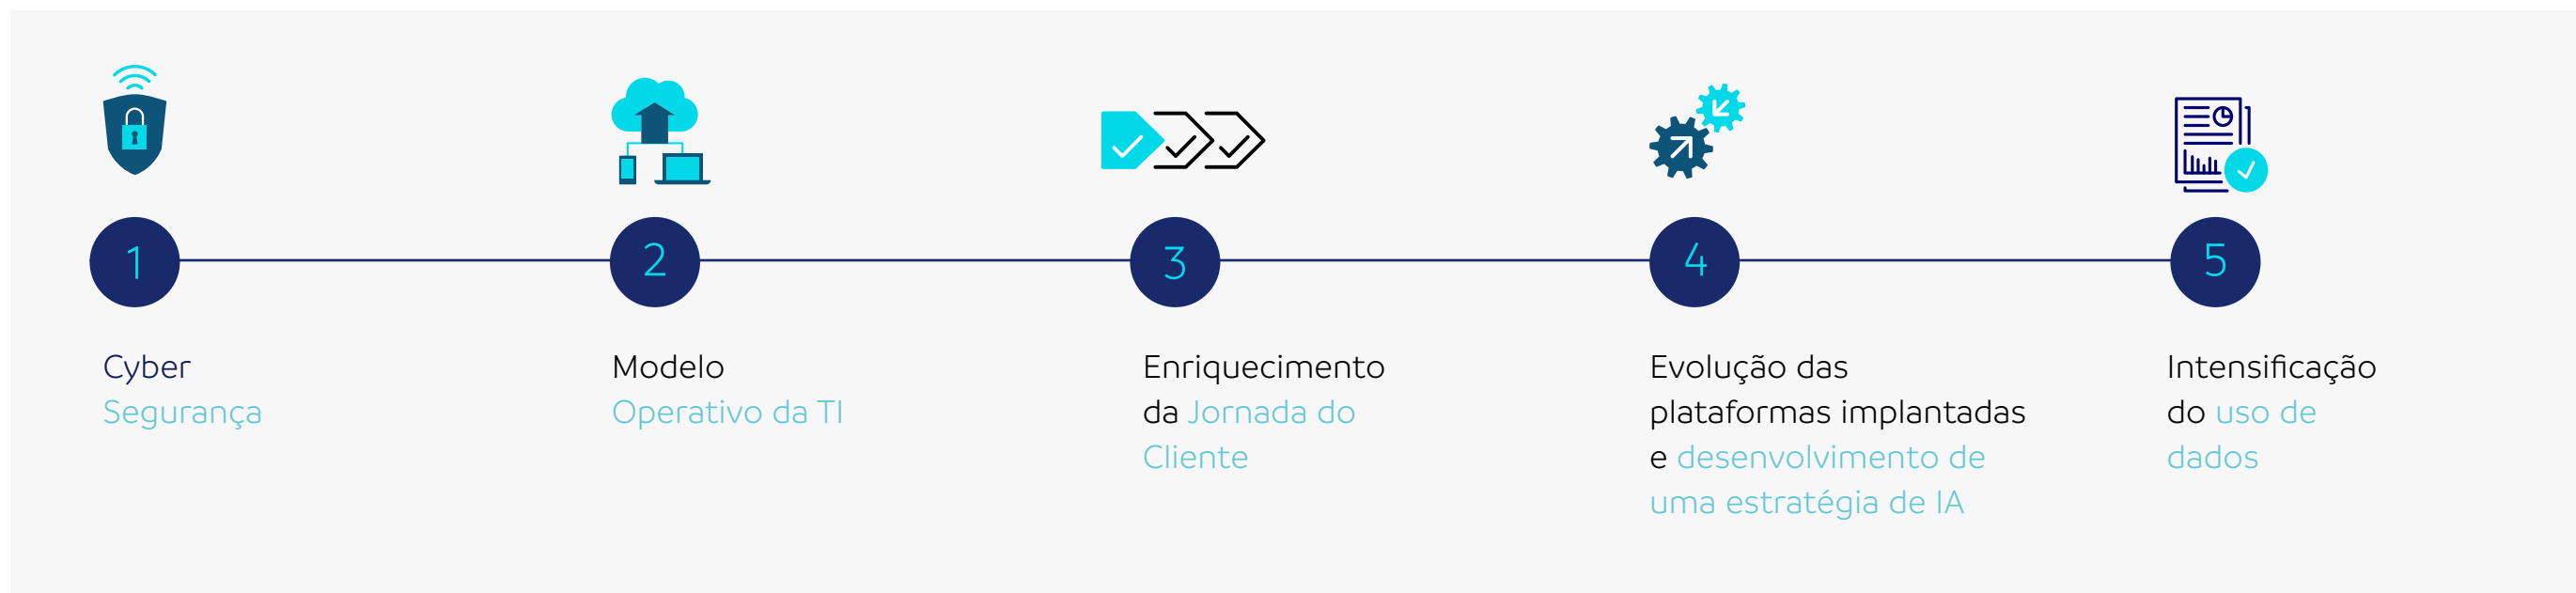 1
2
3
4
5
Cyber
Segurança
Modelo
Operativo da TI
Enriquecimento
da Jornada do
Cliente
Evolução das
plataformas implantadas
e desenvolvimento de
uma estratégia de IA
Intensificação
do uso de
dados